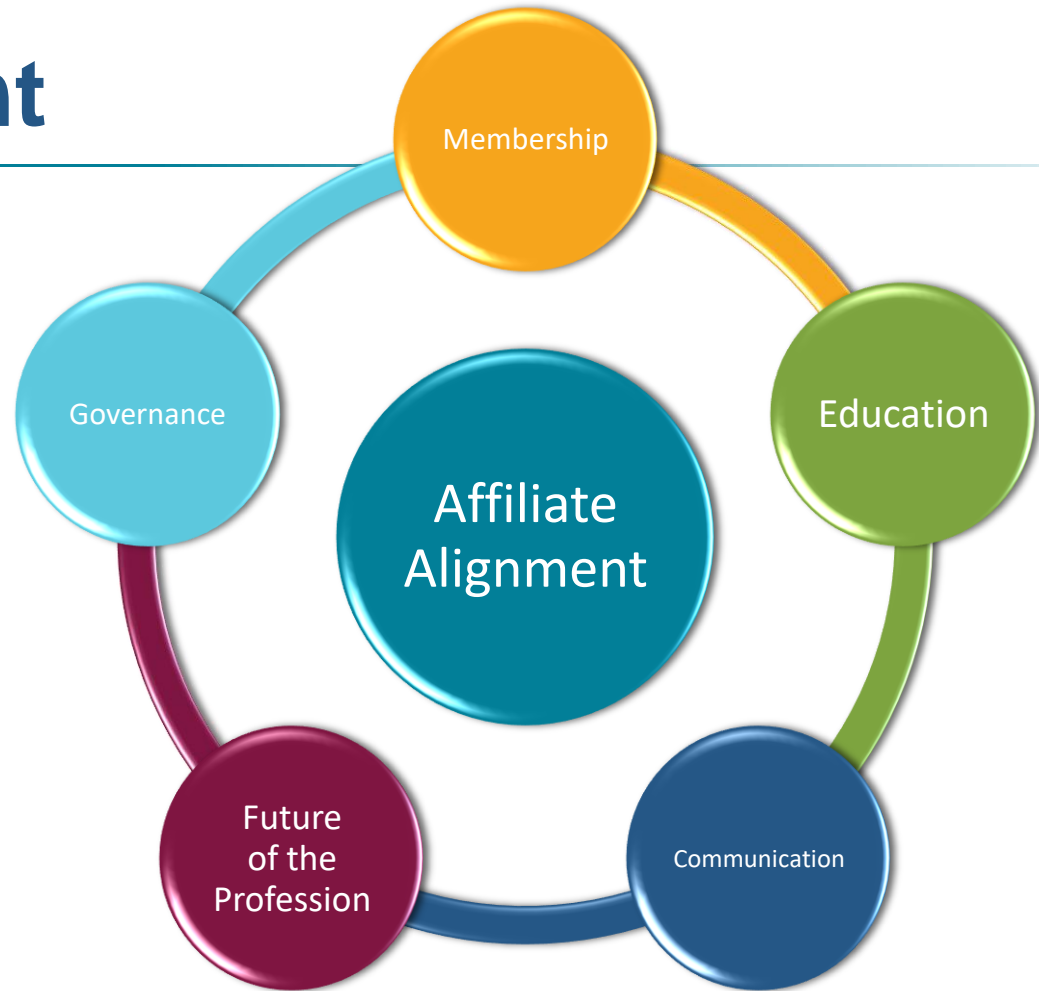 nt
Membership
Governance
Education
Affiliate
Alignment
Future
of the
Profession
Communication